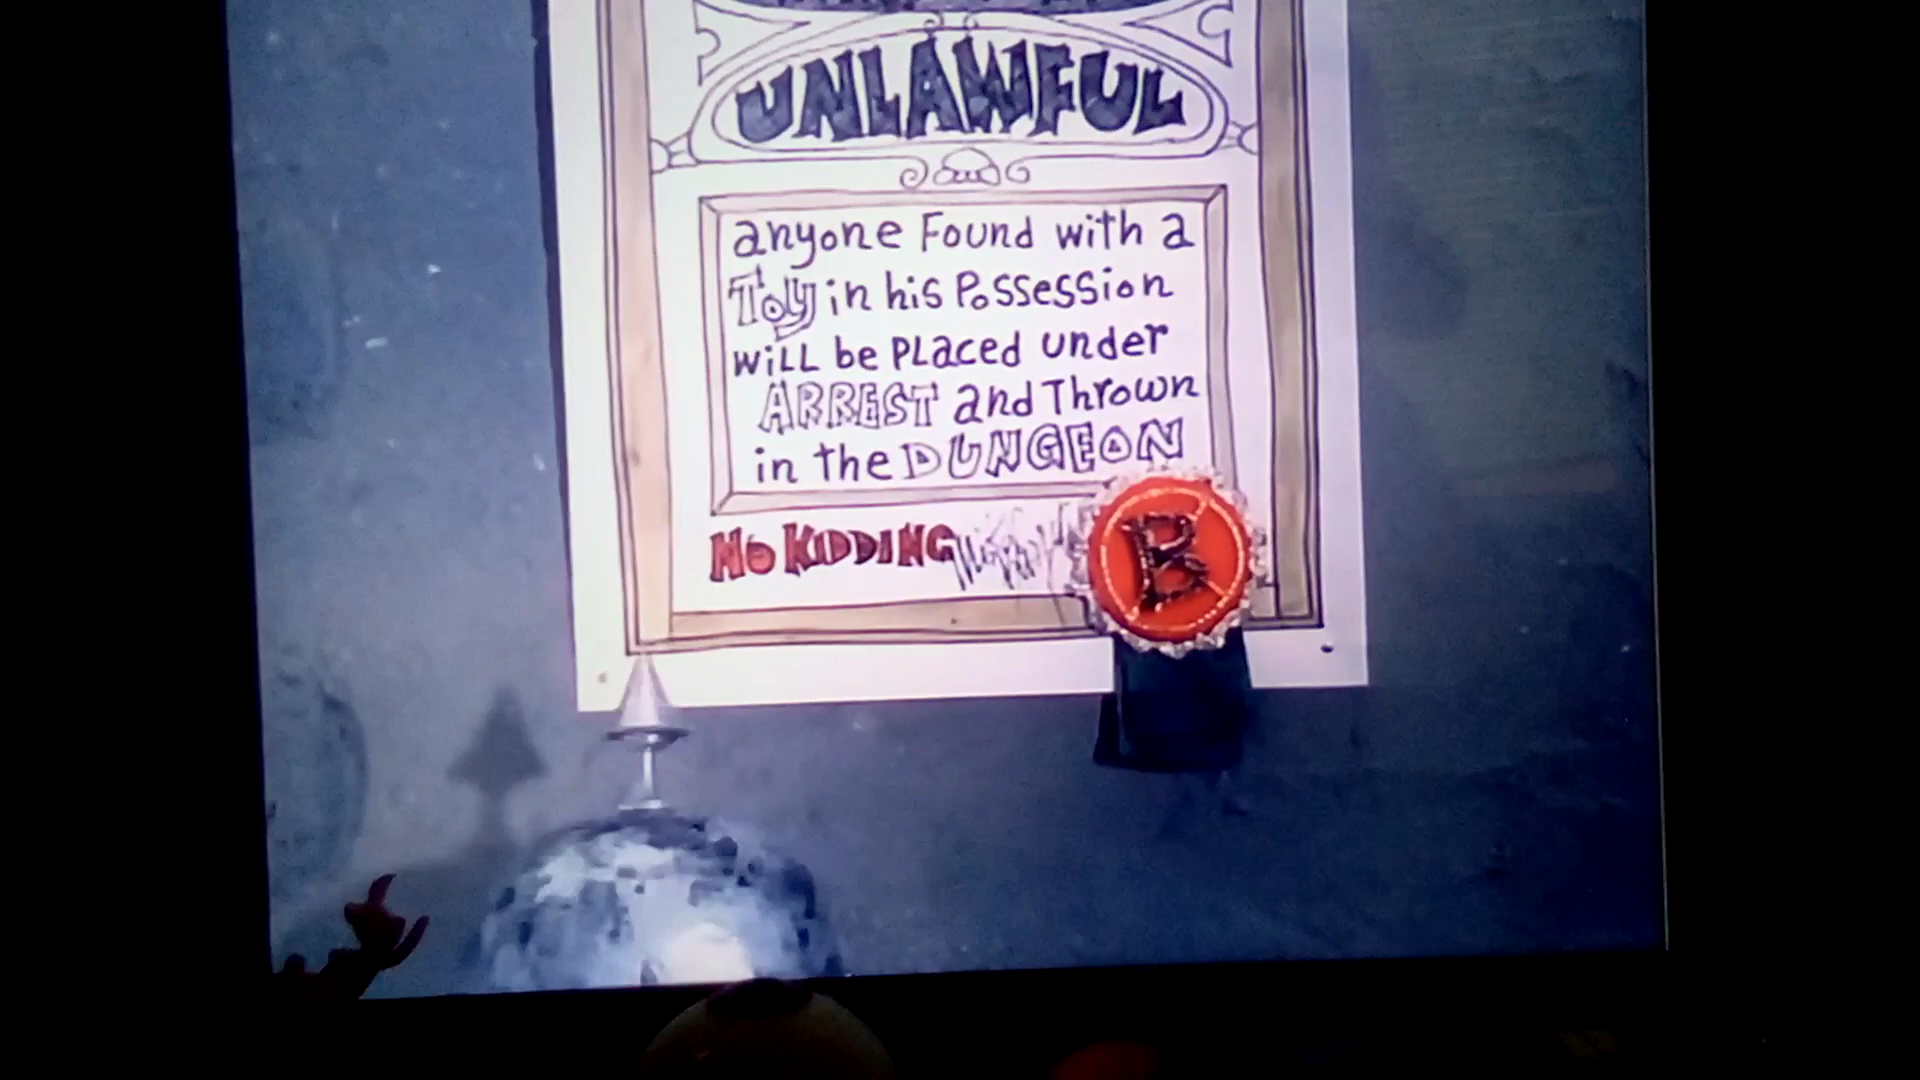 UNLAWFUL
anyone Found with a
Toy in his Possession
will be placed under
ARREST and Thrown
in the DUNGEON
NO KIDDING
B